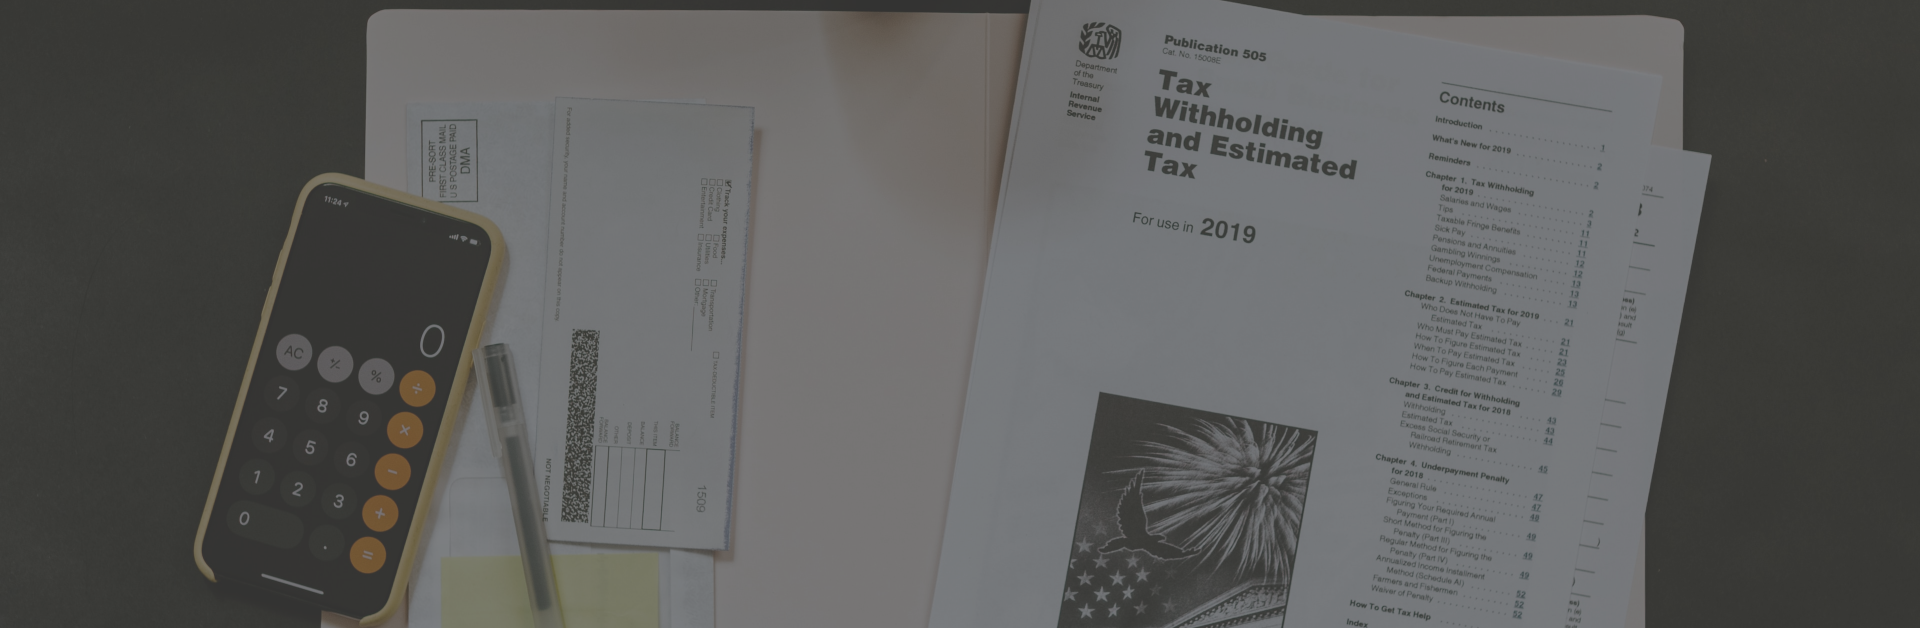 11:24
0
AC
%
÷
7
8
9
×
4
5
6
−
1
2
3
+
0
.
=
PRE-SORT
FIRST CLASS MAIL
U S POSTAGE PAID
DMA
Track your expenses...
NOT NEGOTIABLE
1509
Department
of the
Treasury
Internal
Revenue
Service
Publication 505
Cat. No. 15008E
Tax
Withholding
and Estimated
Tax
For use in 2019
Contents
Introduction 1
What's New for 2019 2
Reminders 2
Chapter 1. Tax Withholding
for 2019 2
Salaries and Wages
Tips
Taxable Fringe Benefits 11
Sick Pay 11
Pensions and Annuities 11
Gambling Winnings 12
Unemployment Compensation 12
Federal Payments 13
Backup Withholding 13
Chapter 2. Estimated Tax for 2019 21
Who Does Not Have To Pay
Estimated Tax 21
Who Must Pay Estimated Tax 21
How To Figure Estimated Tax 23
When To Pay Estimated Tax 25
How To Figure Each Payment
How To Pay Estimated Tax 29
Chapter 3. Credit for Withholding
and Estimated Tax for 2018 43
Withholding 43
Estimated Tax 44
Excess Social Security or
Railroad Retirement Tax
Withholding 45
Chapter 4. Underpayment Penalty
for 2018 47
General Rule 47
Exceptions
Figuring Your Required Annual
Payment (Part I)
Short Method for Figuring the
Penalty (Part III) 49
Regular Method for Figuring the
Penalty (Part IV) 49
Annualized Income Installment
Method (Schedule AI)
Farmers and Fishermen 52
Waiver of Penalty 52
How To Get Tax Help
Index